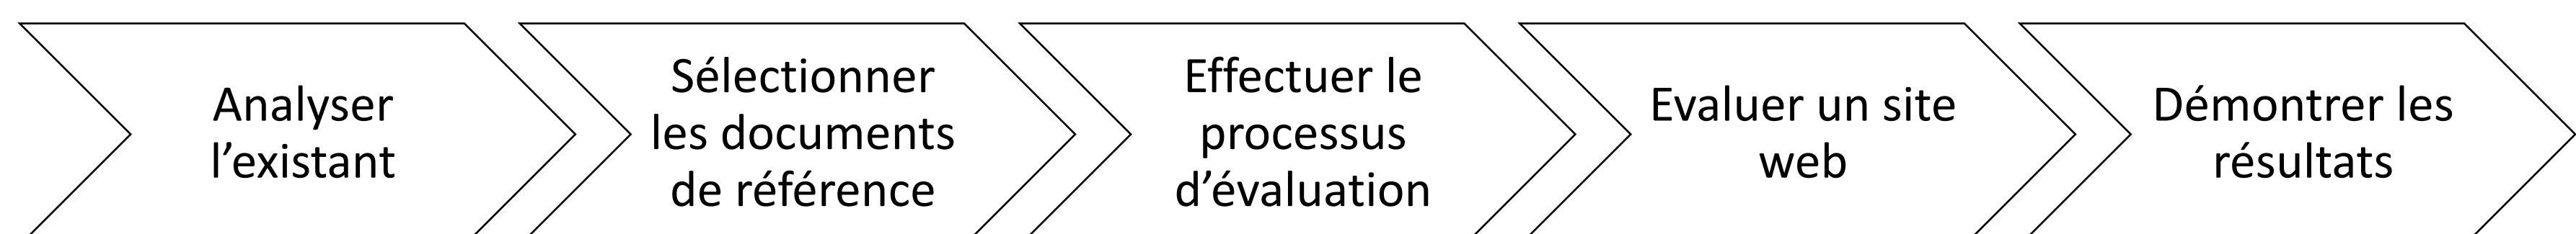 Analyser
l’existant
Sélectionner
les documents
de référence
Effectuer le
processus
d’évaluation
Evaluer un site
web
Démontrer les
résultats